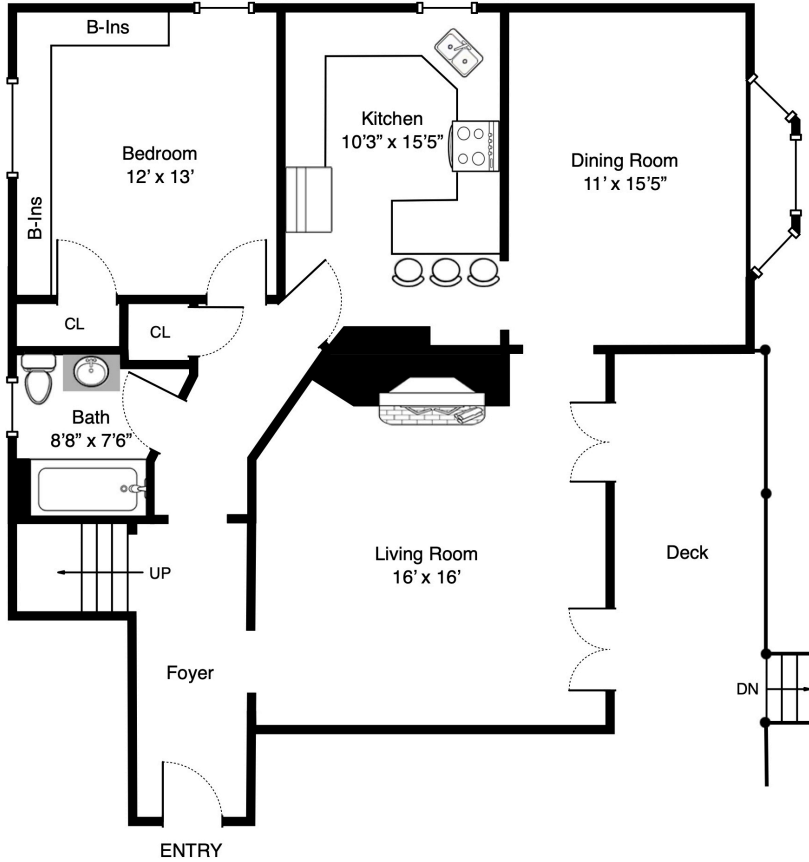 B-Ins
Kitchen
10'3” x 15'5”
Bedroom
12' x 13'
Dining Room
11' x 15'5”
B-Ins
CL
CL
Bath
8'8” x 7'6”
Living Room
16' x 16'
Deck
UP
Foyer
DN
ENTRY